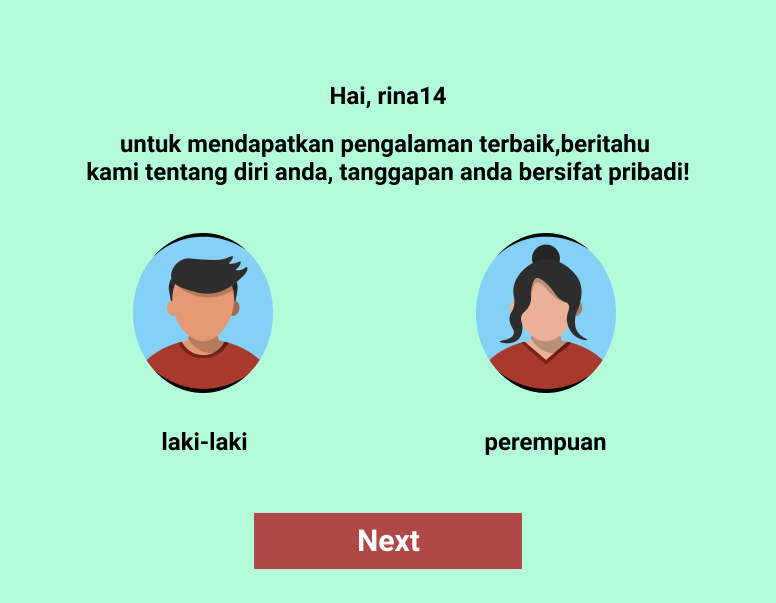 Hai, rina14
untuk mendapatkan pengalaman terbaik,beritahu
kami tentang diri anda, tanggapan anda bersifat pribadi!
laki-laki
perempuan
Next